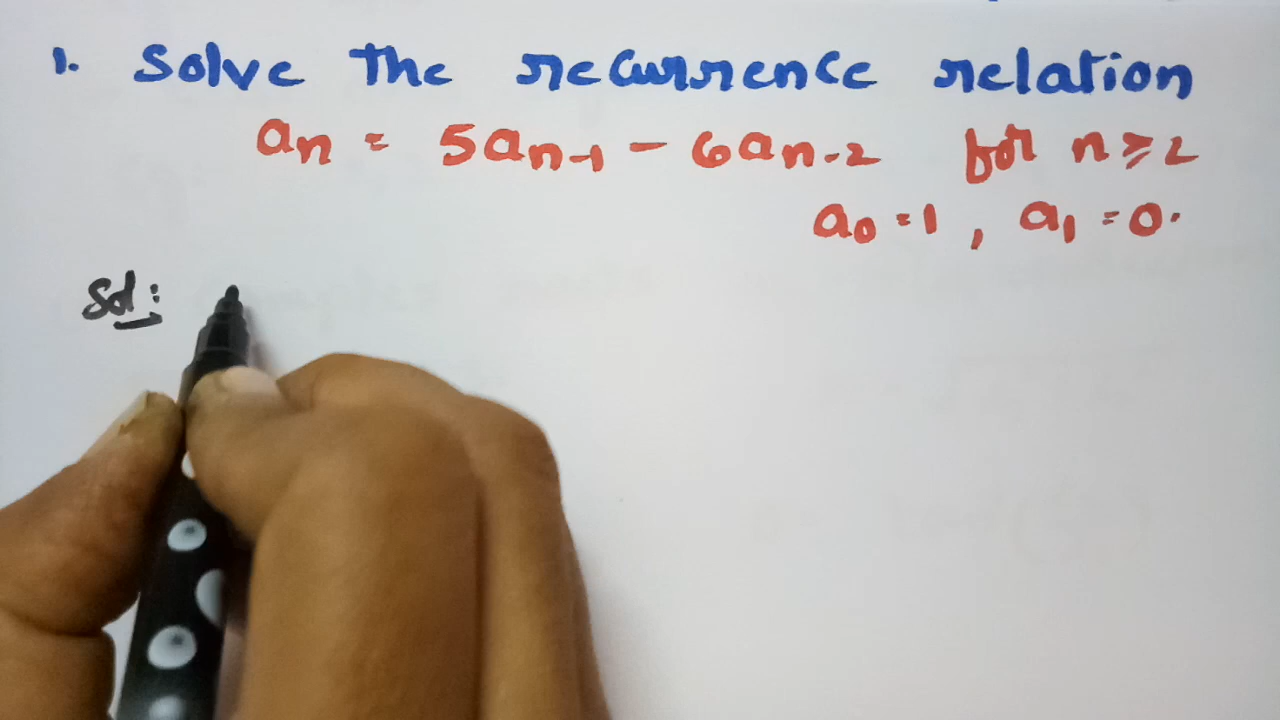 1. Solve the recurrence relation
an = 5an-1 - 6an-2 for n≥2
a0 = 1 , a1 = 0.
Sol: